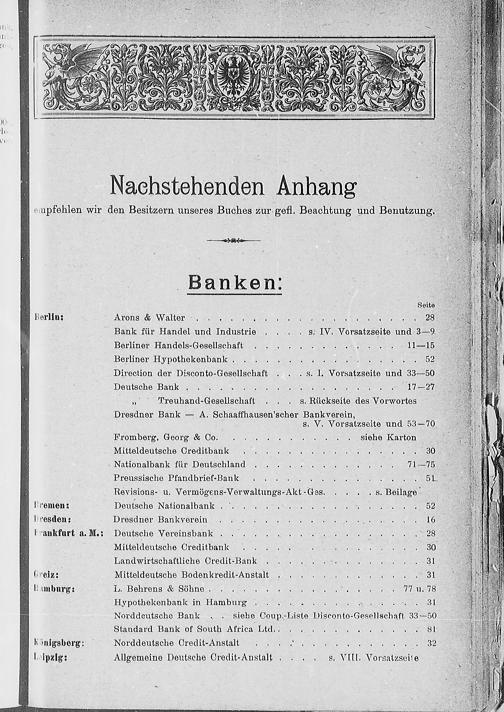 Nachstehenden Anhang
empfehlen wir den Besitzern unseres Buches zur gefl. Beachtung und Benutzung.
Banken:
Seite
Berlin: Arons & Walter . . . . . . . . . . . . . . . . . . . 28
Bank für Handel und Industrie . . . . s. IV. Vorsatzseite und 3—9
Berliner Handels-Gesellschaft . . . . . . . . . . . . 11—15
Berliner Hypothekenbank . . . . . . . . . . . . . . . 52
Direction der Disconto-Gesellschaft . . . s. I. Vorsatzseite und 33—50
Deutsche Bank . . . . . . . . . . . . . . . . . 17—27
„ Treuhand-Gesellschaft . . . s. Rückseite des Vorwortes
Dresdner Bank — A. Schaaffhausen'scher Bankverein,
s. V. Vorsatzseite und 53—70
Fromberg, Georg & Co. . . . . . . . . . . . siehe Karton
Mitteldeutsche Creditbank . . . . . . . . . . . . . . 30
Nationalbank für Deutschland . . . . . . . . . . . . 71—75
Preussische Pfandbrief-Bank . . . . . . . . . . . . . 51
Revisions- u. Vermögens-Verwaltungs-Akt-Ges. . . . . s. Beilage
Bremen: Deutsche Nationalbank . . . . . . . . . . . . . . . 52
Dresden: Dresdner Bankverein . . . . . . . . . . . . . . . . 16
Frankfurt a. M.: Deutsche Vereinsbank . . . . . . . . . . . . . . . 28
Mitteldeutsche Creditbank . . . . . . . . . . . . . . 30
Landwirtschaftliche Credit-Bank . . . . . . . . . . . 31
Greiz: Mitteldeutsche Bodenkredit-Anstalt . . . . . . . . . . 31
Hamburg: L. Behrens & Söhne . . . . . . . . . . . . . . 77 u. 78
Hypothekenbank in Hamburg . . . . . . . . . . . . . 31
Norddeutsche Bank . . siehe Coup.-Liste Disconto-Gesellschaft 33—50
Standard Bank of South Africa Ltd. . . . . . . . . . . 81
Königsberg: Norddeutsche Credit-Anstalt . . . . . . . . . . . . . 32
Leipzig: Allgemeine Deutsche Credit-Anstalt . . . . s. VIII. Vorsatzseite